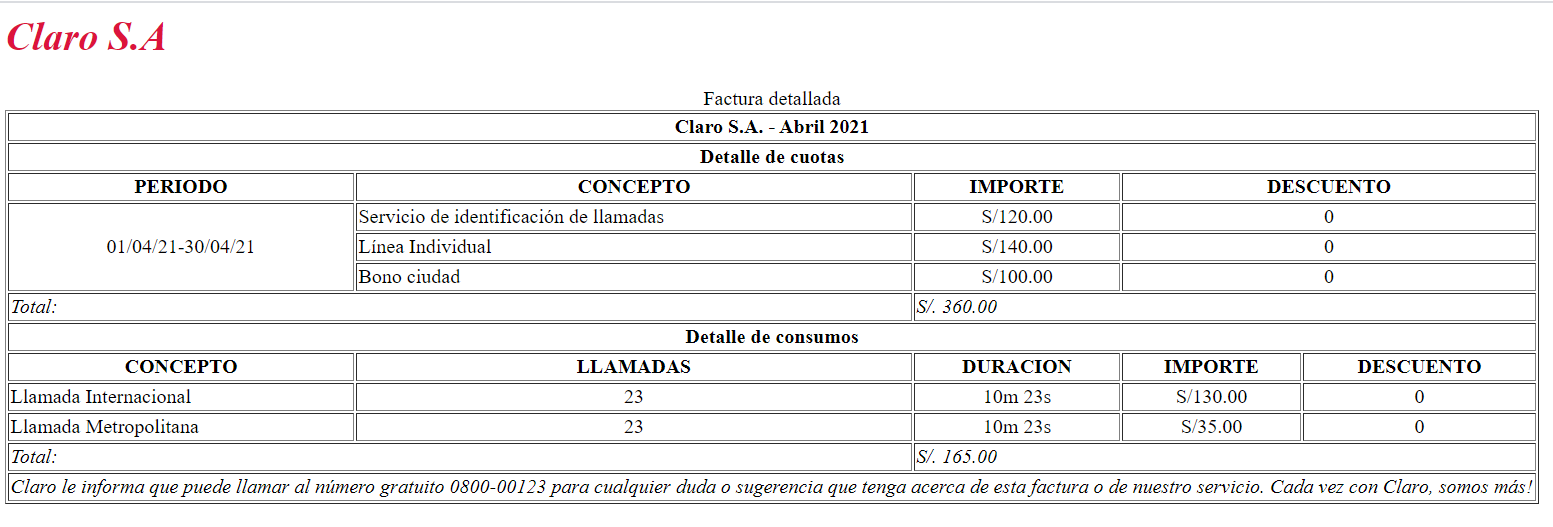 Claro S.A
Factura detallada
Claro S.A. - Abril 2021
Detalle de cuotas
PERIODO CONCEPTO IMPORTE DESCUENTO
Servicio de identificación de llamadas S/120.00 0
01/04/21-30/04/21 Línea Individual S/140.00 0
Bono ciudad S/100.00 0
Total: S/. 360.00
Detalle de consumos
CONCEPTO LLAMADAS DURACION IMPORTE DESCUENTO
Llamada Internacional 23 10m 23s S/130.00 0
Llamada Metropolitana 23 10m 23s S/35.00 0
Total: S/. 165.00
Claro le informa que puede llamar al número gratuito 0800-00123 para cualquier duda o sugerencia que tenga acerca de esta factura o de nuestro servicio. Cada vez con Claro, somos más!